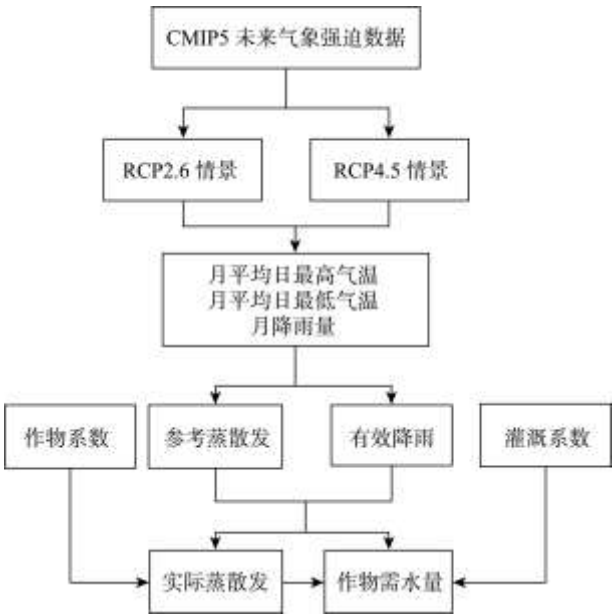 CMIP5 未来气象强迫数据
RCP2.6 情景
RCP4.5 情景
月平均日最高气温
月平均日最低气温
月降雨量
作物系数
参考蒸散发
有效降雨
灌溉系数
实际蒸散发
作物需水量